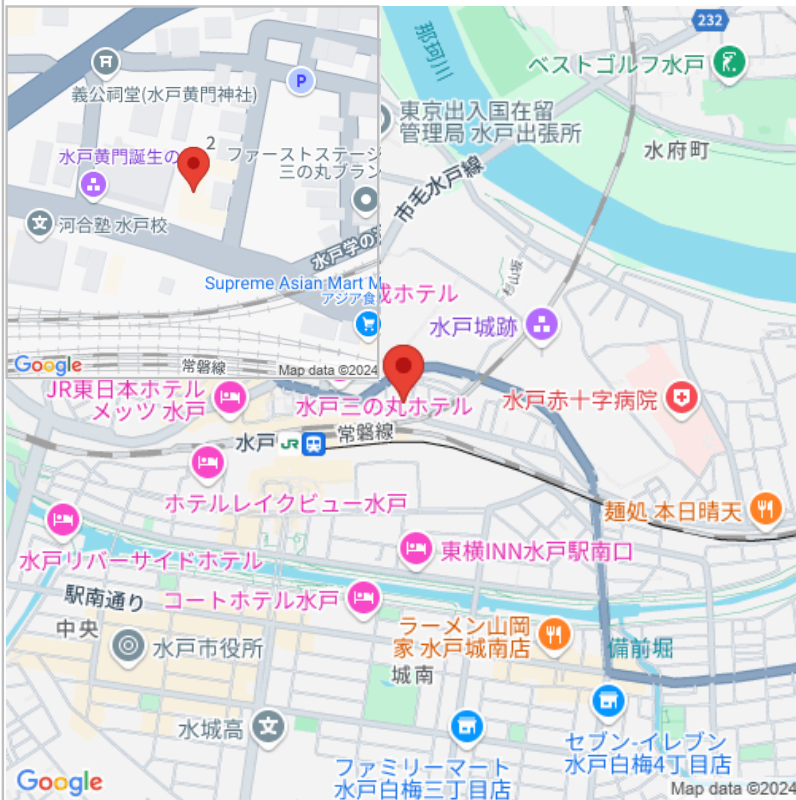 義公祠堂(水戸黄門神社)
P
水戸黄門誕生の
2
ファーストステージ
三の丸ブラン
河合塾 水戸校
水戸学の
Supreme Asian Mart M
アジア食
常磐線
Google
Map data ©2024
232
那珂川
ベストゴルフ水戸
東京出入国在留
管理局 水戸出張所
水府町
市毛水戸線
杉山坂
ホテル
水戸城跡
JR東日本ホテル
メッツ 水戸
水戸三の丸ホテル
水戸赤十字病院
水戸
JR
常磐線
ホテルレイクビュー水戸
麺処 本日晴天
水戸リバーサイドホテル
東横INN水戸駅南口
駅南通り
コートホテル水戸
中央
水戸市役所
ラーメン山岡
家 水戸城南店
備前堀
城南
水城高
セブン-イレブン
水戸白梅4丁目店
ファミリーマート
水戸白梅三丁目店
Google
Map data ©2024